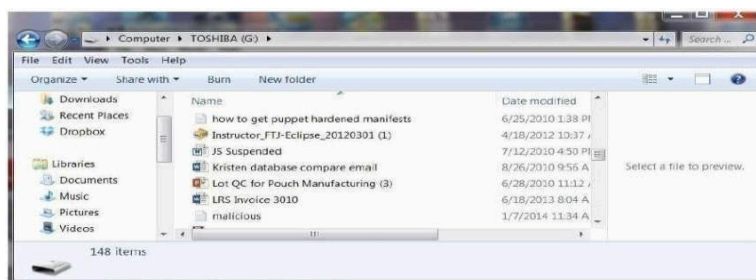 Computer ▸ TOSHIBA (G:) ▸ Search ...
File Edit View Tools Help
Organize ▾ Share with ▾ Burn New folder
Downloads
Recent Places
Dropbox
Libraries
Documents
Music
Pictures
Videos
Name Date modified
how to get puppet hardened manifests 6/25/2010 1:38 P
Instructor_FTJ-Eclipse_20120301 (1) 4/18/2012 10:37
JS Suspended 7/12/2010 4:50 P
Kristen database compare email 8/26/2010 9:56 A
Lot QC for Pouch Manufacturing (3) 6/28/2010 11:12
LRS Invoice 3010 6/18/2013 8:04 A
malicious 1/7/2014 11:34 A
Select a file to preview.
148 items